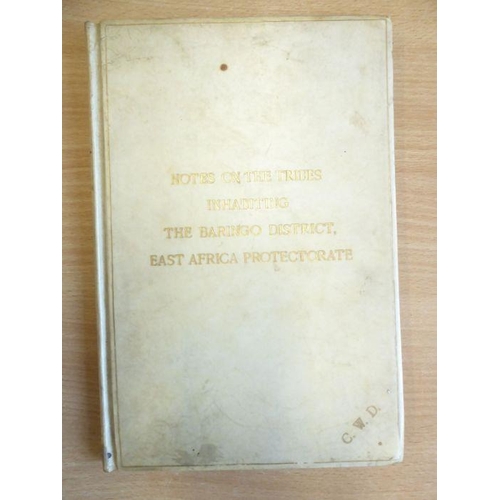 NOTES ON THE TRIBES
INHABITING
THE BARINGO DISTRICT,
EAST AFRICA PROTECTORATE
C. W. D.